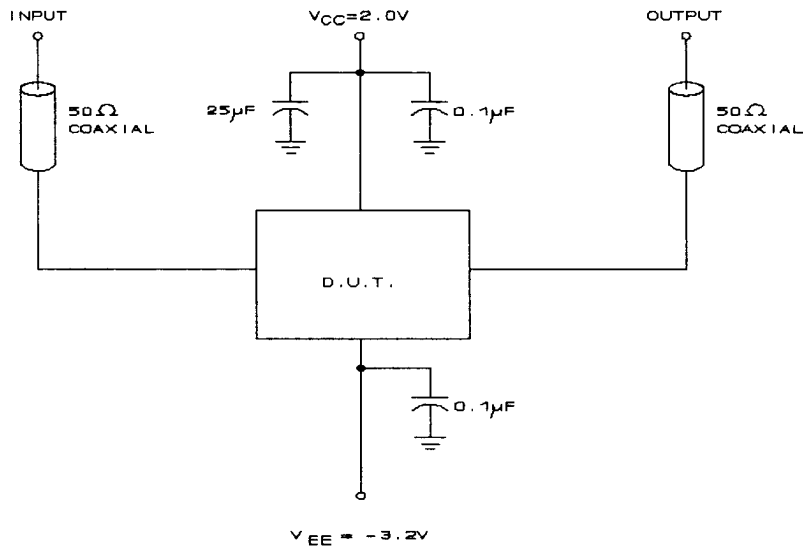 INPUT
VCC=2.0V
OUTPUT
50Ω
COAXIAL
25µF
0.1µF
50Ω
COAXIAL
D.U.T.
0.1µF
VEE = -3.2V